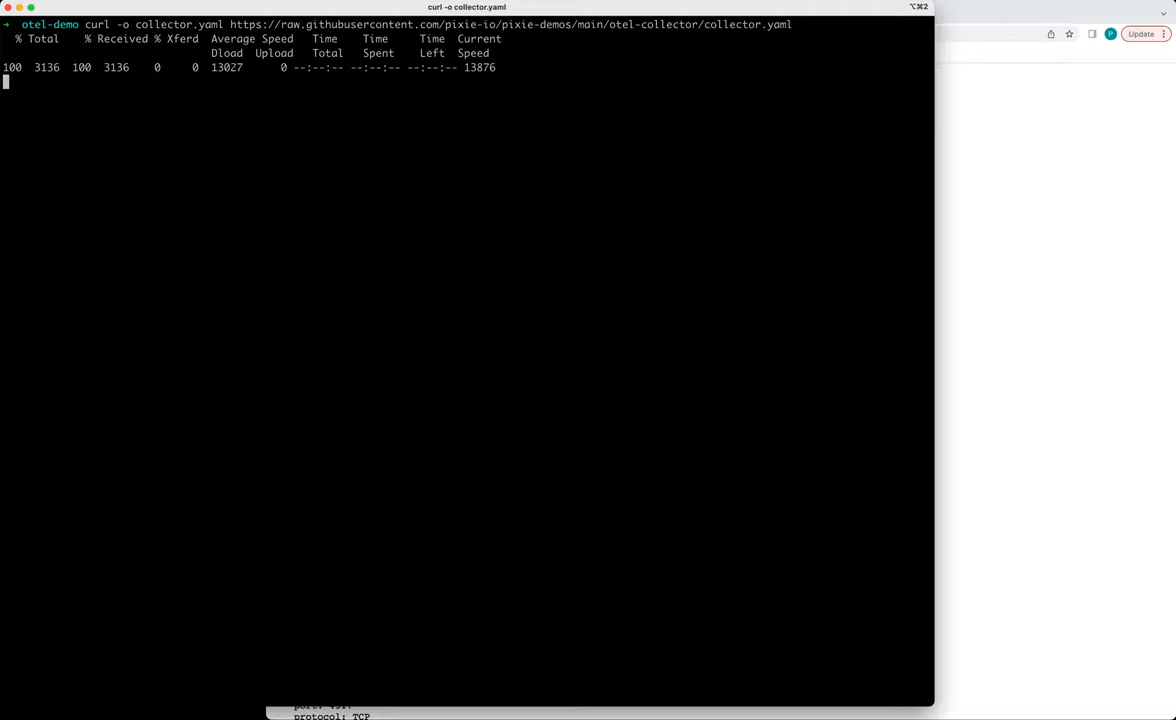 curl -o collector.yaml
⌥⌘2
Update
➜ otel-demo curl -o collector.yaml https://raw.githubusercontent.com/pixie-io/pixie-demos/main/otel-collector/collector.yaml
% Total % Received % Xferd Average Speed Time Time Time Current
Dload Upload Total Spent Left Speed
100 3136 100 3136 0 0 13027 0 --:--:-- --:--:-- --:--:-- 13876
protocol: TCP